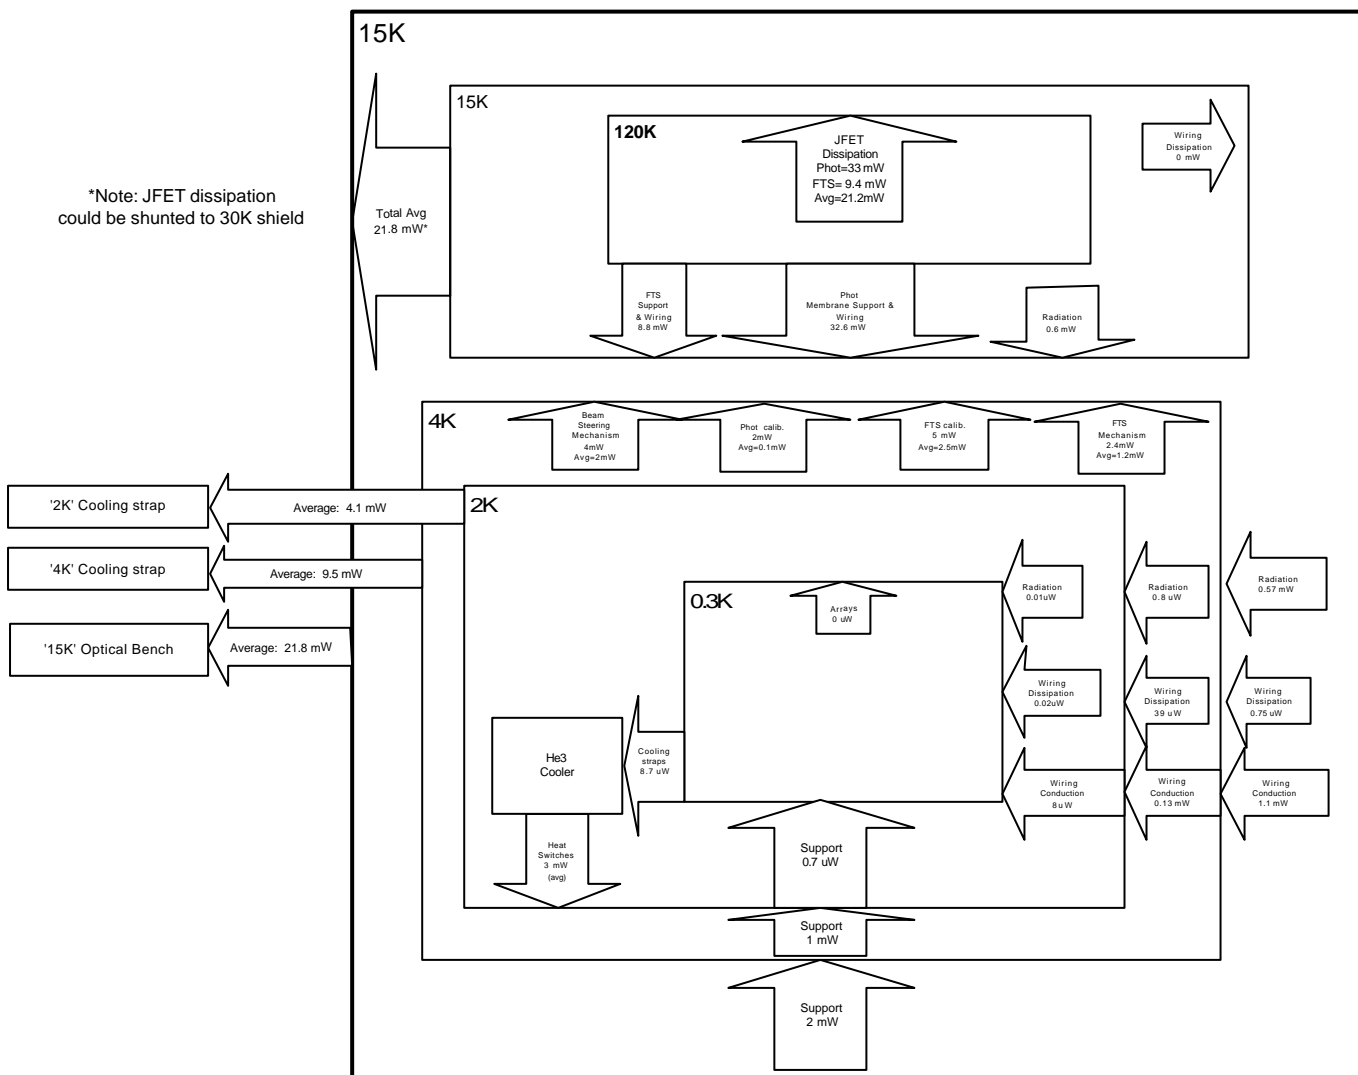 15K
15K
120K
JFET
Dissipation
Phot=33 mW
FTS= 9.4 mW
Avg=21.2mW
Wiring
Dissipation
0 mW
*Note: JFET dissipation
could be shunted to 30K shield
Total Avg
21.8 mW*
FTS
Support
& Wiring
8.8 mW
Phot
Membrane Support &
Wiring
32.6 mW
Radiation
0.6 mW
4K
Beam
Steering
Mechanism
4mW
Avg=2mW
Phot calib.
2mW
Avg=0.1mW
FTS calib.
5 mW
Avg=2.5mW
FTS
Mechanism
2.4mW
Avg=1.2mW
'2K' Cooling strap
Average: 4.1 mW
2K
'4K' Cooling strap
Average: 9.5 mW
'15K' Optical Bench
Average: 21.8 mW
0.3K
Arrays
0 uW
Radiation
0.01uW
Radiation
0.8 uW
Radiation
0.57 mW
Wiring
Dissipation
0.02uW
Wiring
Dissipation
39 uW
Wiring
Dissipation
0.75 uW
He3
Cooler
Cooling
straps
8.7 uW
Wiring
Conduction
8uW
Wiring
Conduction
0.13 mW
Wiring
Conduction
1.1 mW
Heat
Switches
3 mW
(avg)
Support
0.7 uW
Support
1 mW
Support
2 mW